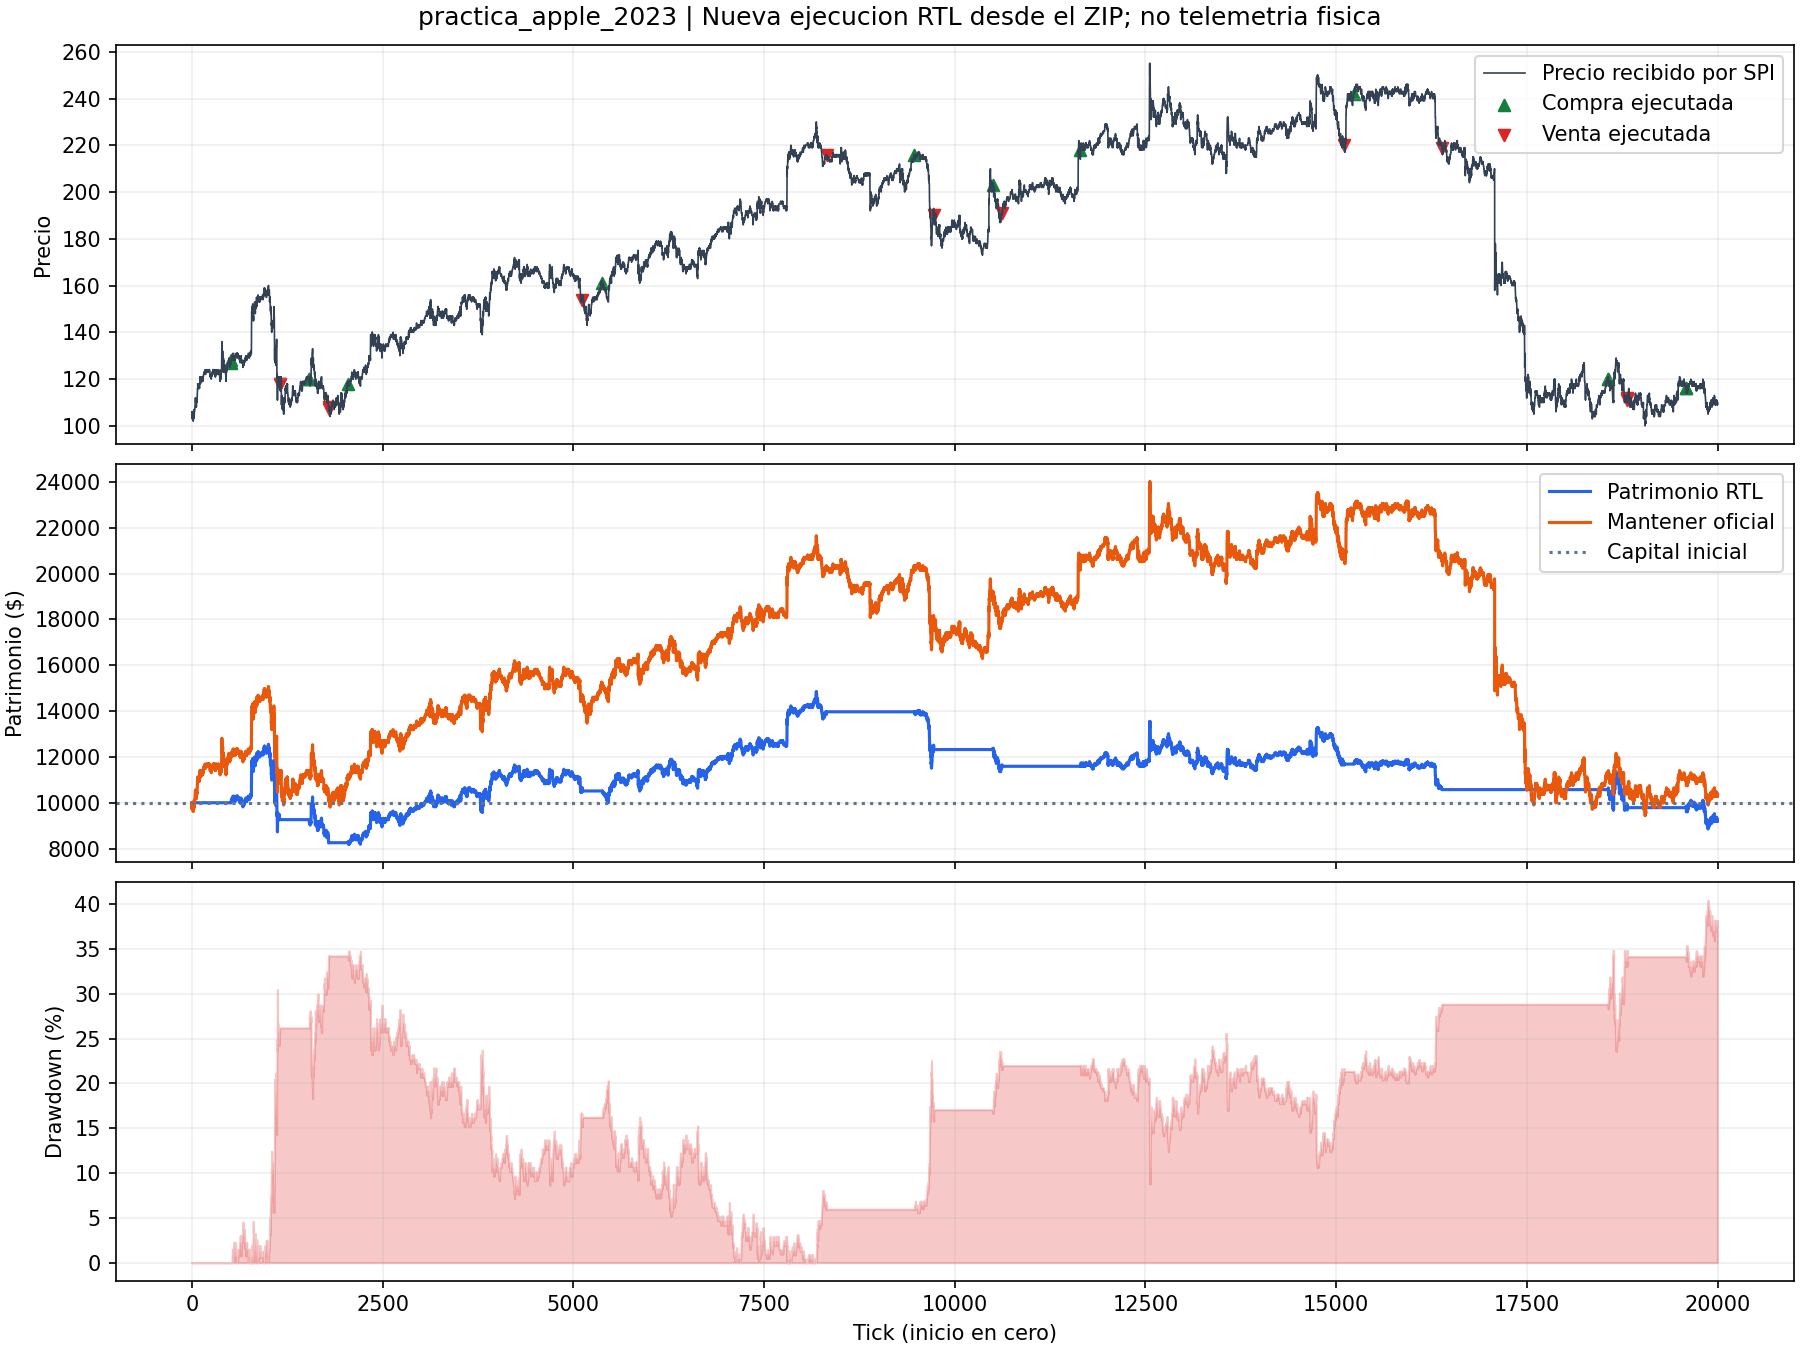 practica_apple_2023 | Nueva ejecucion RTL desde el ZIP; no telemetria fisica
Precio
260
240
220
200
180
160
140
120
100
Precio recibido por SPI
Compra ejecutada
Venta ejecutada
Patrimonio ($)
24000
22000
20000
18000
16000
14000
12000
10000
8000
Patrimonio RTL
Mantener oficial
Capital inicial
Drawdown (%)
40
35
30
25
20
15
10
5
0
0 2500 5000 7500 10000 12500 15000 17500 20000
Tick (inicio en cero)